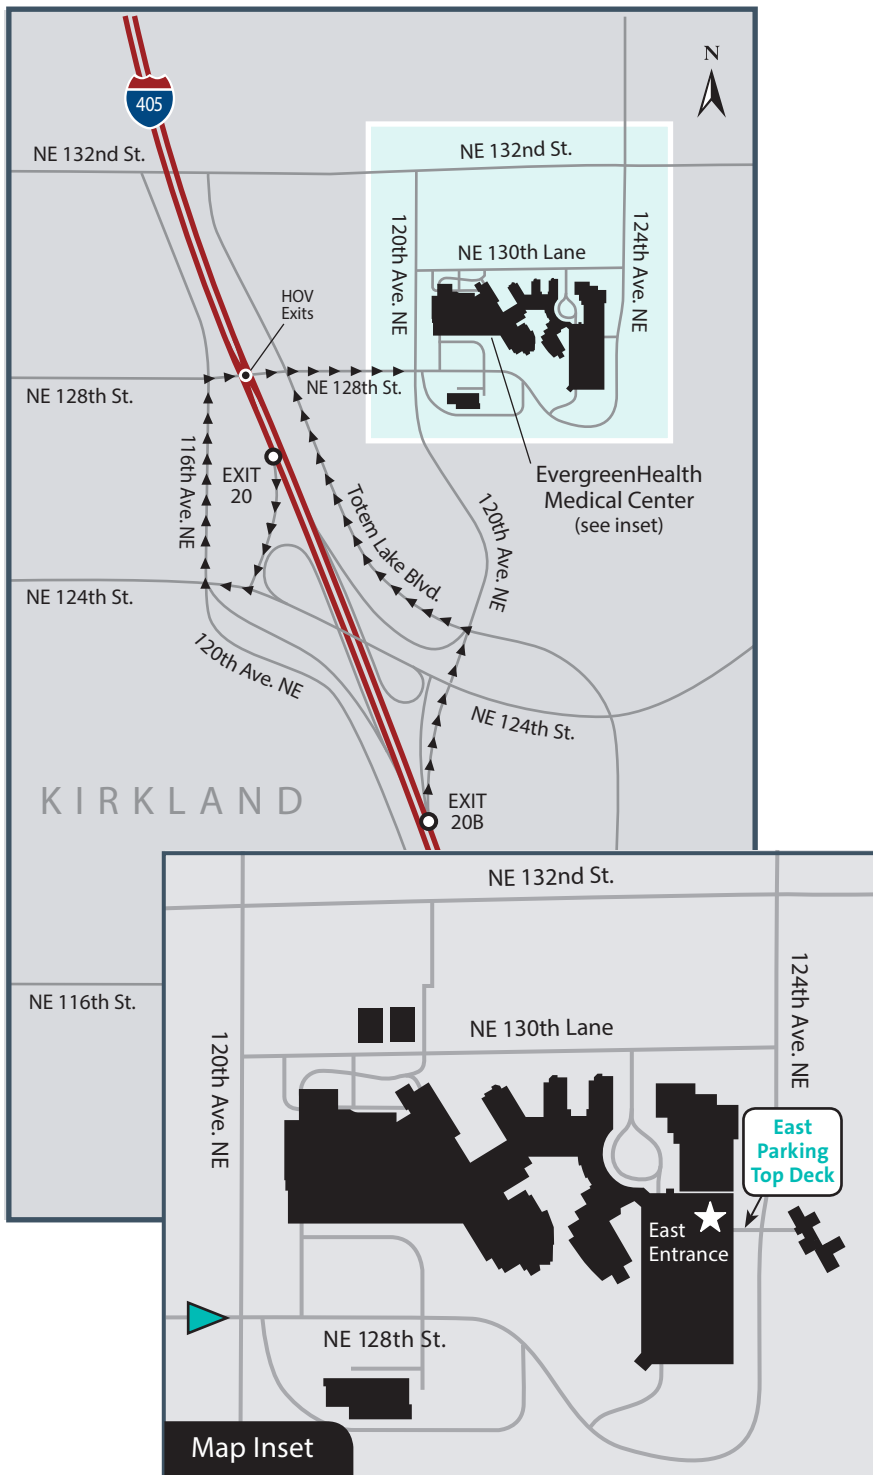 N
405
NE 132nd St.
NE 132nd St.
120th Ave. NE
124th Ave. NE
NE 130th Lane
HOV
Exits
NE 128th St.
NE 128th St.
116th Ave. NE
EXIT
20
EvergreenHealth
Medical Center
(see inset)
Totem Lake Blvd.
120th Ave. NE
NE 124th St.
120th Ave. NE
NE 124th St.
KIRKLAND
EXIT
20B
NE 116th St.
NE 132nd St.
124th Ave. NE
NE 130th Lane
120th Ave. NE
East
Parking
Top Deck
East
Entrance
NE 128th St.
Map Inset